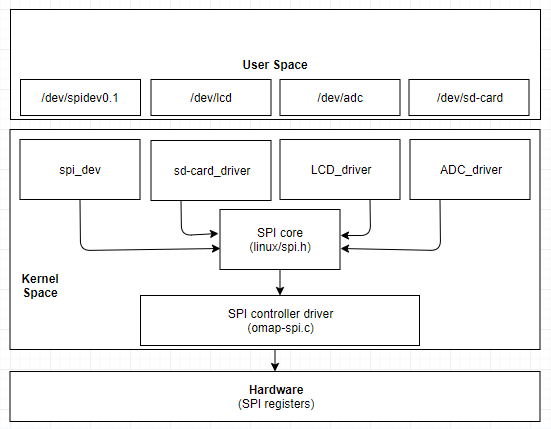 User Space
/dev/spidev0.1
/dev/lcd
/dev/adc
/dev/sd-card
spi_dev
sd-card_driver
LCD_driver
ADC_driver
SPI core
(linux/spi.h)
Kernel
Space
SPI controller driver
(omap-spi.c)
Hardware
(SPI registers)